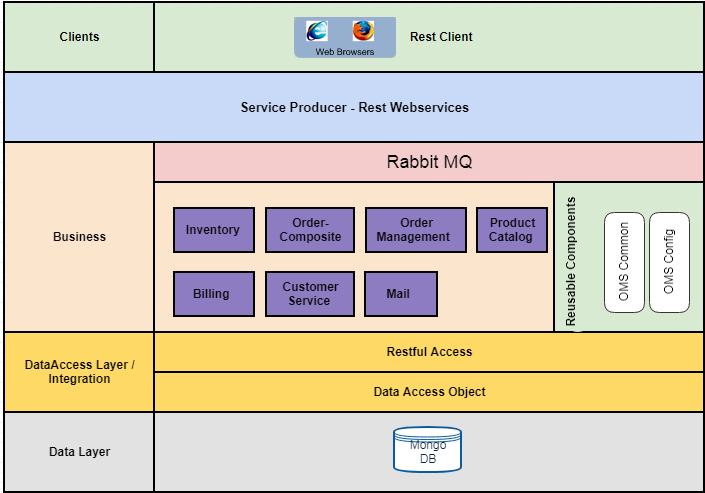 Clients
Web Browsers
Rest Client
Service Producer - Rest Webservices
Business
Rabbit MQ
Inventory
Order-
Composite
Order
Management
Product
Catalog
Billing
Customer
Service
Mail
Reusable Components
OMS Common
OMS Config
DataAccess Layer /
Integration
Restful Access
Data Access Object
Data Layer
Mongo
DB